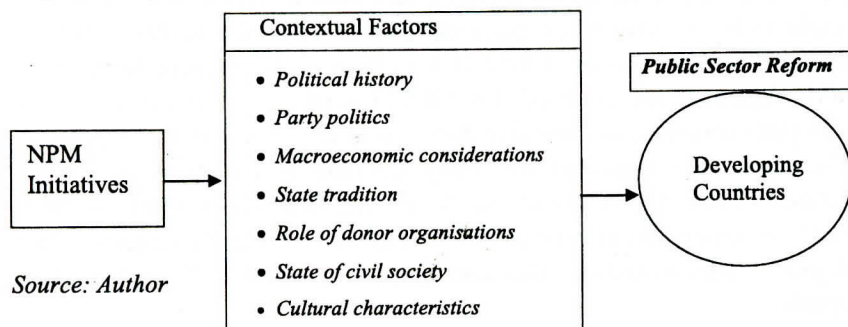 NPM
Initiatives
Source: Author
Contextual Factors
• Political history
• Party politics
• Macroeconomic considerations
• State tradition
• Role of donor organisations
• State of civil society
• Cultural characteristics
Public Sector Reform
Developing
Countries